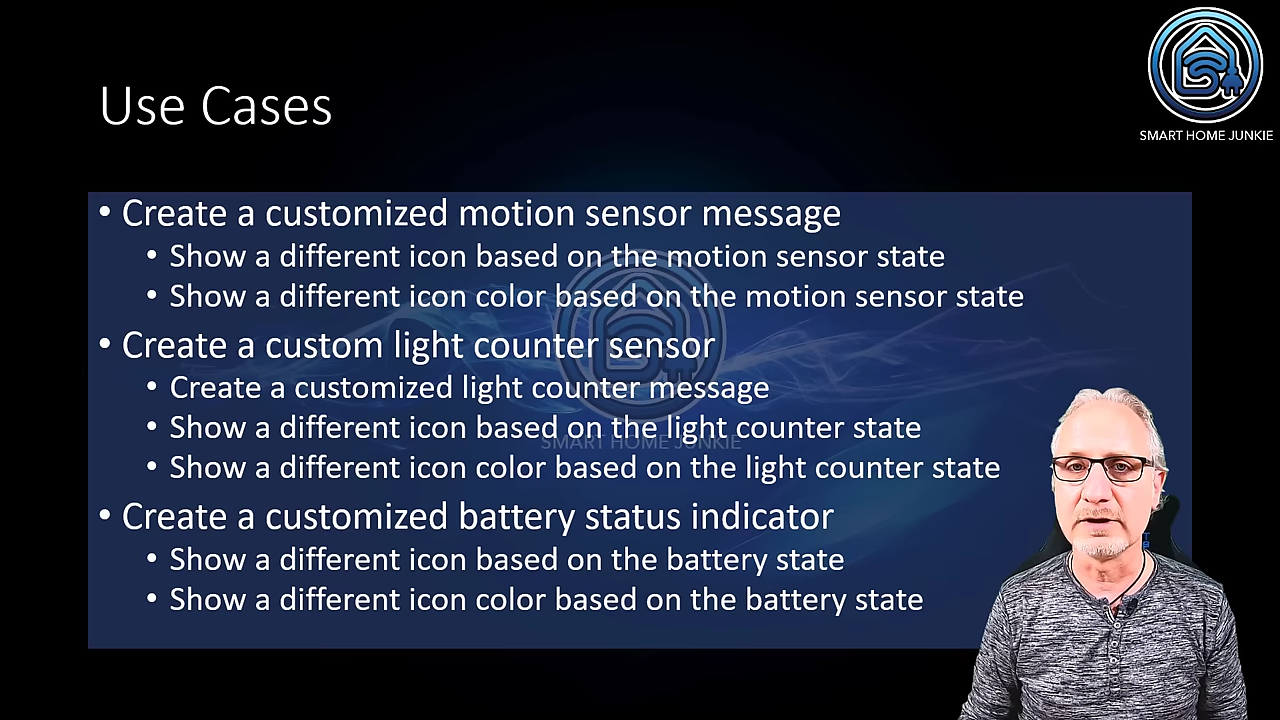 SMART HOME JUNKIE
Use Cases
• Create a customized motion sensor message
• Show a different icon based on the motion sensor state
• Show a different icon color based on the motion sensor state
• Create a custom light counter sensor
• Create a customized light counter message
• Show a different icon based on the light counter state
SMART HOME JUNKIE
• Show a different icon color based on the light counter state
• Create a customized battery status indicator
• Show a different icon based on the battery state
• Show a different icon color based on the battery state